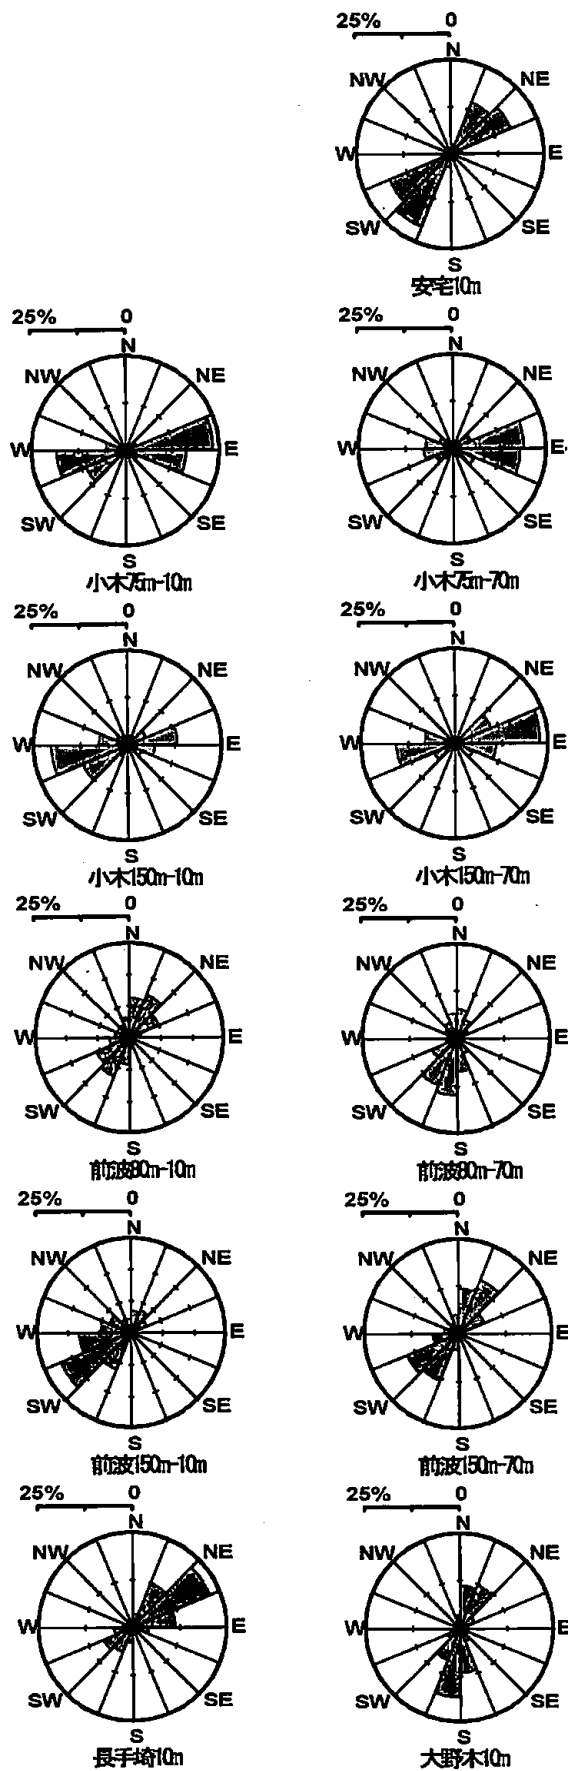 25% 0
N
NW NE
W E
SW SE
S
安宅10m
25% 0
N
NW NE
W E
SW SE
S
小木75m-10m
25% 0
N
NW NE
W E
SW SE
S
小木75m-70m
25% 0
N
NW NE
W E
SW SE
S
小木150m-10m
25% 0
N
NW NE
W E
SW SE
S
小木150m-70m
25% 0
N
NW NE
W E
SW SE
S
前波80m-10m
25% 0
N
NW NE
W E
SW SE
S
前波80m-70m
25% 0
N
NW NE
W E
SW SE
S
前波150m-10m
25% 0
N
NW NE
W E
SW SE
S
前波150m-70m
25% 0
N
NW NE
W E
SW SE
S
長手埼10m
25% 0
N
NW NE
W E
SW SE
S
大野木10m